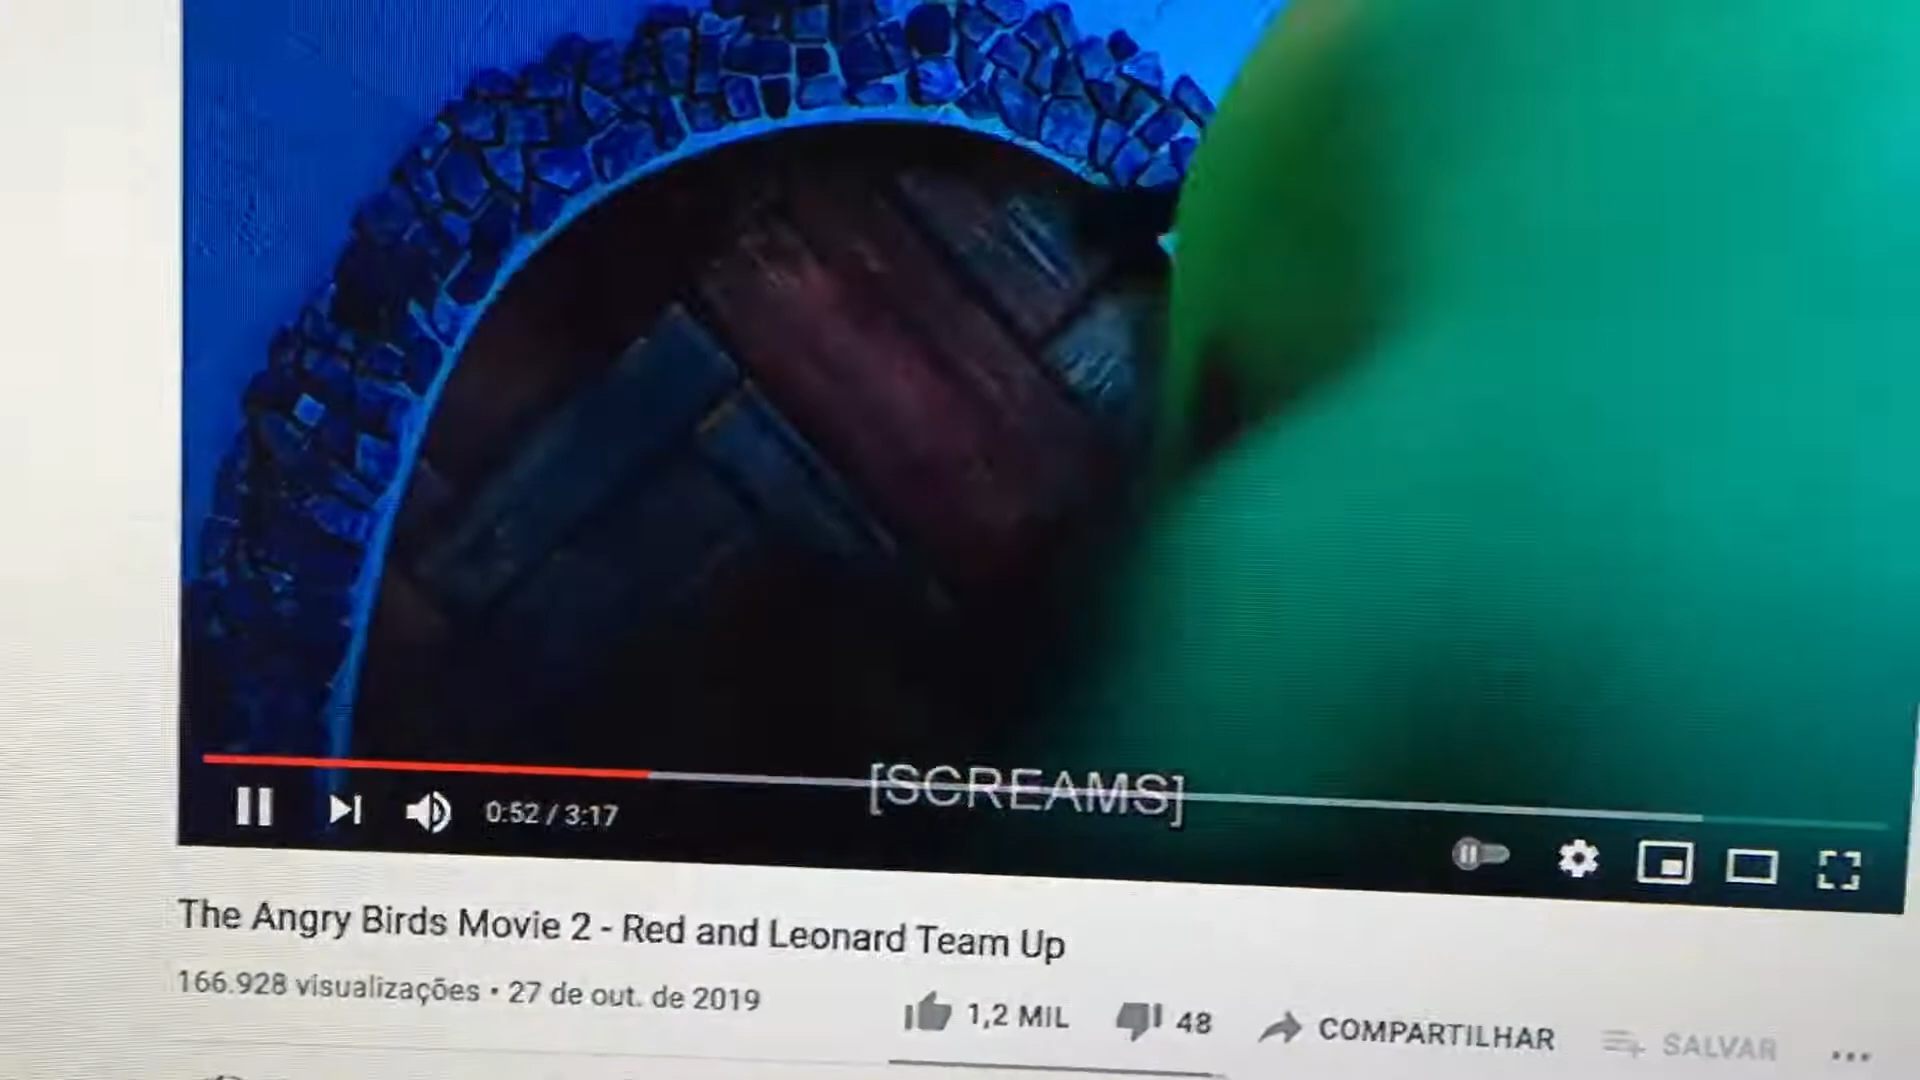 [SCREAMS]
0:52 / 3:17
The Angry Birds Movie 2 - Red and Leonard Team Up
166.928 visualizações • 27 de out. de 2019
1,2 MIL 48 COMPARTILHAR SALVAR